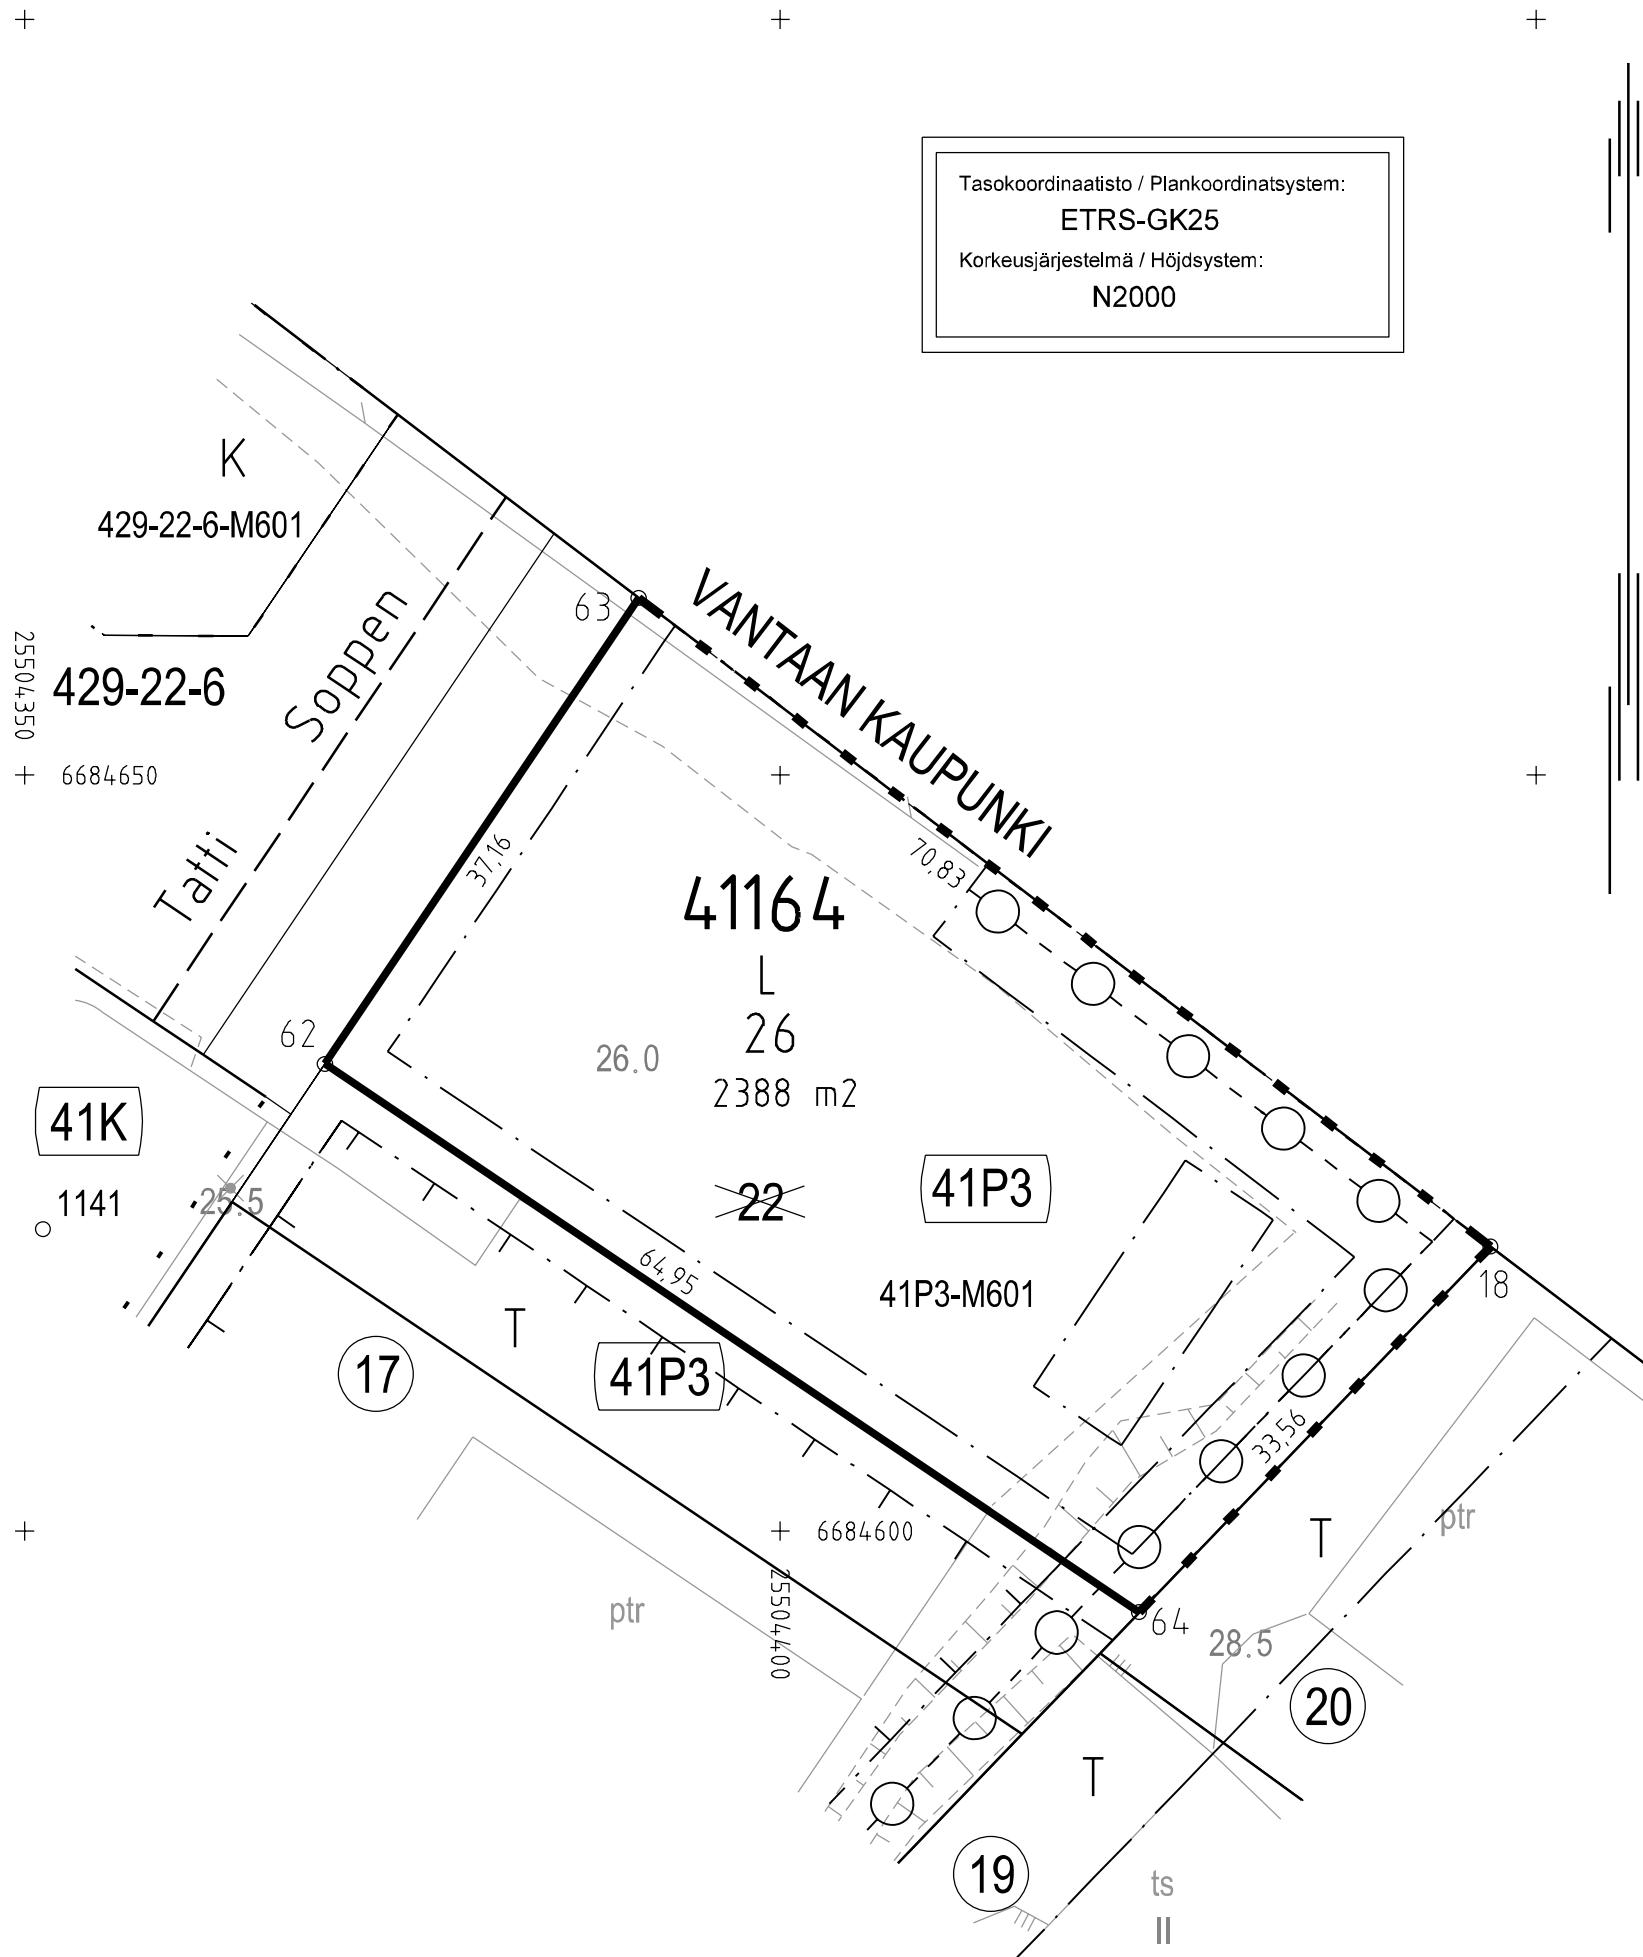 Tasokoordinaatisto / Plankoordinatsystem:
ETRS-GK25
Korkeusjärjestelmä / Höjdsystem:
N2000
K
429-22-6-M601
63
VANTAAN KAUPUNKI
Soppen
25504350
429-22-6
6684650
Tatti
37,16
70,83
41164
L
26
2388 m2
62
26.0
41K
1141
25.5
22
41P3
41P3-M601
64,95
18
T
17
41P3
33,56
ptr
T
6684600
25504400
ptr
64
28.5
20
T
19
ts
II